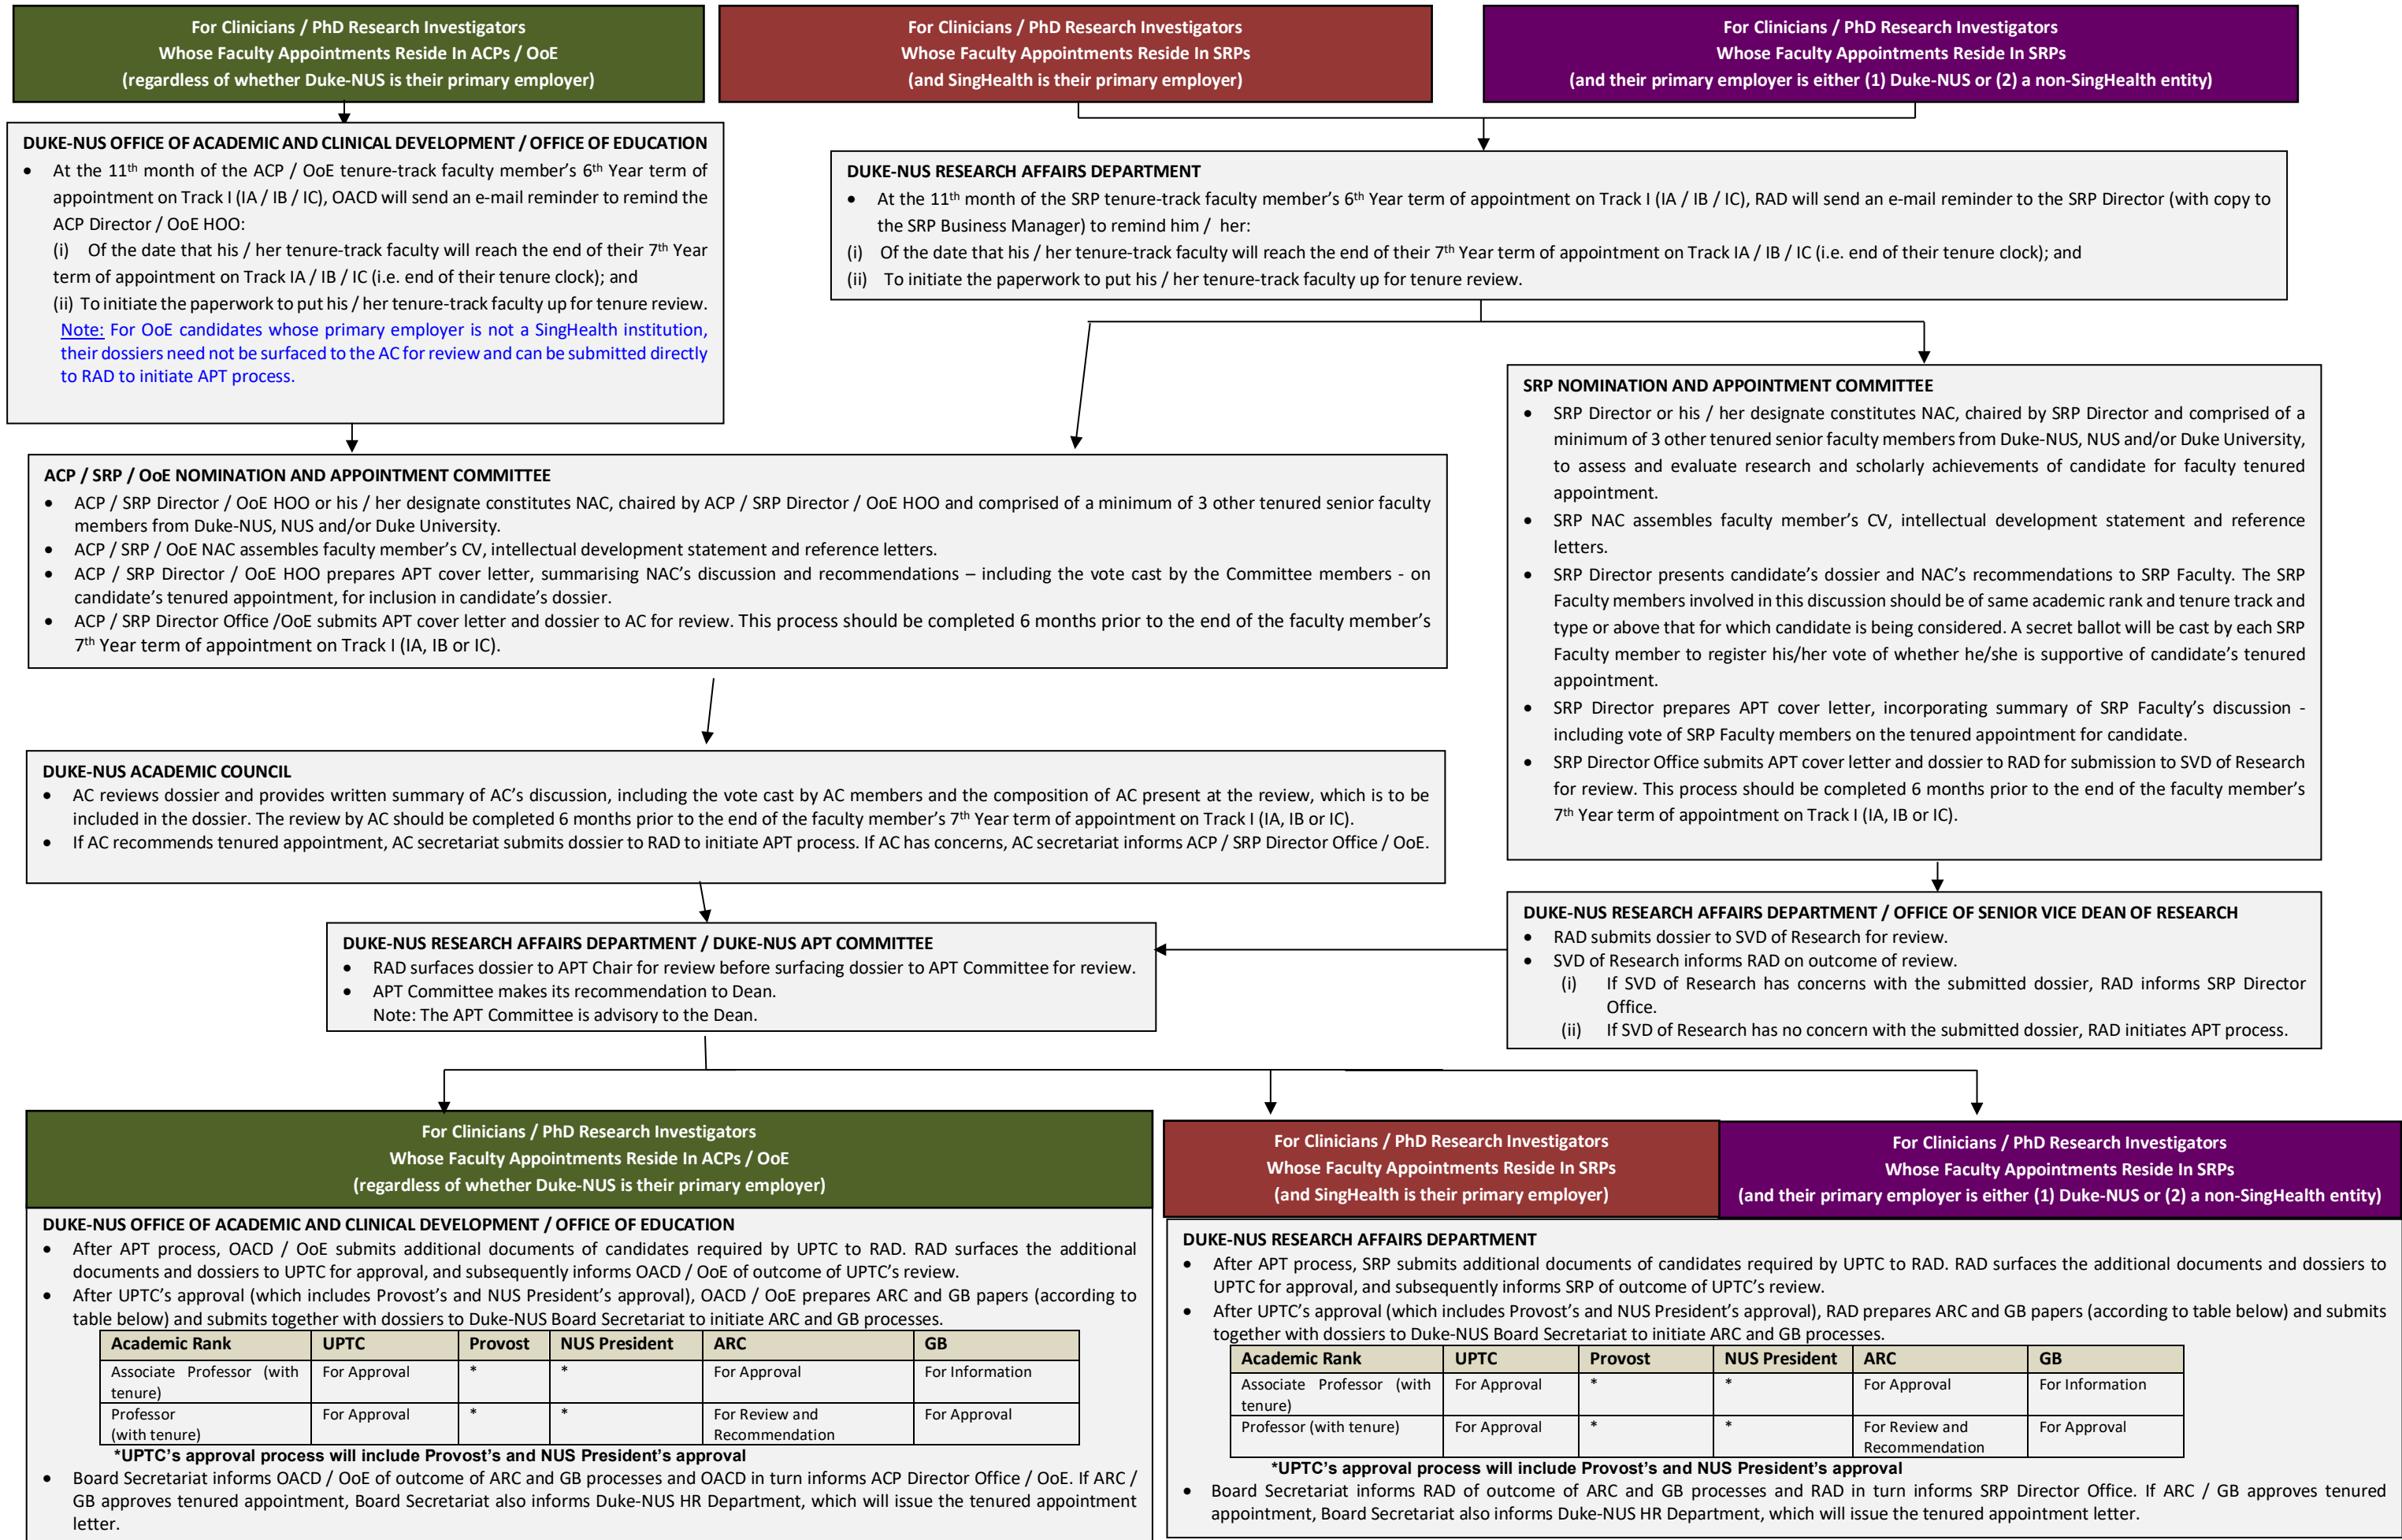 For Clinicians / PhD Research Investigators
Whose Faculty Appointments Reside In ACPs / OoE
(regardless of whether Duke-NUS is their primary employer)
For Clinicians / PhD Research Investigators
Whose Faculty Appointments Reside In SRPs
(and SingHealth is their primary employer)
For Clinicians / PhD Research Investigators
Whose Faculty Appointments Reside In SRPs
(and their primary employer is either (1) Duke-NUS or (2) a non-SingHealth entity)
DUKE-NUS OFFICE OF ACADEMIC AND CLINICAL DEVELOPMENT / OFFICE OF EDUCATION
• At the 11th month of the ACP / OoE tenure-track faculty member's 6th Year term of
appointment on Track I (IA / IB / IC), OACD will send an e-mail reminder to remind the
ACP Director / OoE HOO:
(i) Of the date that his / her tenure-track faculty will reach the end of their 7th Year
term of appointment on Track IA / IB / IC (i.e. end of their tenure clock); and
(ii) To initiate the paperwork to put his / her tenure-track faculty up for tenure review.
Note: For OoE candidates whose primary employer is not a SingHealth institution,
their dossiers need not be surfaced to the AC for review and can be submitted directly
to RAD to initiate APT process.
DUKE-NUS RESEARCH AFFAIRS DEPARTMENT
• At the 11th month of the SRP tenure-track faculty member's 6th Year term of appointment on Track I (IA / IB / IC), RAD will send an e-mail reminder to the SRP Director (with copy to
the SRP Business Manager) to remind him / her:
(i) Of the date that his / her tenure-track faculty will reach the end of their 7th Year term of appointment on Track IA / IB / IC (i.e. end of their tenure clock); and
(ii) To initiate the paperwork to put his / her tenure-track faculty up for tenure review.
ACP / SRP / OoE NOMINATION AND APPOINTMENT COMMITTEE
• ACP / SRP Director / OoE HOO or his / her designate constitutes NAC, chaired by ACP / SRP Director / OoE HOO and comprised of a minimum of 3 other tenured senior faculty
members from Duke-NUS, NUS and/or Duke University.
• ACP / SRP / OoE NAC assembles faculty member's CV, intellectual development statement and reference letters.
• ACP / SRP Director / OoE HOO prepares APT cover letter, summarising NAC's discussion and recommendations – including the vote cast by the Committee members - on
candidate's tenured appointment, for inclusion in candidate's dossier.
• ACP / SRP Director Office /OoE submits APT cover letter and dossier to AC for review. This process should be completed 6 months prior to the end of the faculty member's
7th Year term of appointment on Track I (IA, IB or IC).
SRP NOMINATION AND APPOINTMENT COMMITTEE
• SRP Director or his / her designate constitutes NAC, chaired by SRP Director and comprised of a
minimum of 3 other tenured senior faculty members from Duke-NUS, NUS and/or Duke University,
to assess and evaluate research and scholarly achievements of candidate for faculty tenured
appointment.
• SRP NAC assembles faculty member's CV, intellectual development statement and reference
letters.
• SRP Director presents candidate's dossier and NAC's recommendations to SRP Faculty. The SRP
Faculty members involved in this discussion should be of same academic rank and tenure track and
type or above that for which candidate is being considered. A secret ballot will be cast by each SRP
Faculty member to register his/her vote of whether he/she is supportive of candidate's tenured
appointment.
• SRP Director prepares APT cover letter, incorporating summary of SRP Faculty's discussion -
including vote of SRP Faculty members on the tenured appointment for candidate.
• SRP Director Office submits APT cover letter and dossier to RAD for submission to SVD of Research
for review. This process should be completed 6 months prior to the end of the faculty member's
7th Year term of appointment on Track I (IA, IB or IC).
DUKE-NUS ACADEMIC COUNCIL
• AC reviews dossier and provides written summary of AC's discussion, including the vote cast by AC members and the composition of AC present at the review, which is to be
included in the dossier. The review by AC should be completed 6 months prior to the end of the faculty member's 7th Year term of appointment on Track I (IA, IB or IC).
• If AC recommends tenured appointment, AC secretariat submits dossier to RAD to initiate APT process. If AC has concerns, AC secretariat informs ACP / SRP Director Office / OoE.
DUKE-NUS RESEARCH AFFAIRS DEPARTMENT / DUKE-NUS APT COMMITTEE
• RAD surfaces dossier to APT Chair for review before surfacing dossier to APT Committee for review.
• APT Committee makes its recommendation to Dean.
Note: The APT Committee is advisory to the Dean.
DUKE-NUS RESEARCH AFFAIRS DEPARTMENT / OFFICE OF SENIOR VICE DEAN OF RESEARCH
• RAD submits dossier to SVD of Research for review.
• SVD of Research informs RAD on outcome of review.
(i) If SVD of Research has concerns with the submitted dossier, RAD informs SRP Director
Office.
(ii) If SVD of Research has no concern with the submitted dossier, RAD initiates APT process.
For Clinicians / PhD Research Investigators
Whose Faculty Appointments Reside In ACPs / OoE
(regardless of whether Duke-NUS is their primary employer)
DUKE-NUS OFFICE OF ACADEMIC AND CLINICAL DEVELOPMENT / OFFICE OF EDUCATION
• After APT process, OACD / OoE submits additional documents of candidates required by UPTC to RAD. RAD surfaces the additional
documents and dossiers to UPTC for approval, and subsequently informs OACD / OoE of outcome of UPTC's review.
• After UPTC's approval (which includes Provost's and NUS President's approval), OACD / OoE prepares ARC and GB papers (according to
table below) and submits together with dossiers to Duke-NUS Board Secretariat to initiate ARC and GB processes.
Academic Rank UPTC Provost NUS President ARC GB
Associate Professor (with For Approval * * For Approval For Information
tenure)
Professor For Approval * * For Review and For Approval
(with tenure) Recommendation
*UPTC's approval process will include Provost's and NUS President's approval
• Board Secretariat informs OACD / OoE of outcome of ARC and GB processes and OACD in turn informs ACP Director Office / OoE. If ARC /
GB approves tenured appointment, Board Secretariat also informs Duke-NUS HR Department, which will issue the tenured appointment
letter.
For Clinicians / PhD Research Investigators
Whose Faculty Appointments Reside In SRPs
(and SingHealth is their primary employer)
For Clinicians / PhD Research Investigators
Whose Faculty Appointments Reside In SRPs
(and their primary employer is either (1) Duke-NUS or (2) a non-SingHealth entity)
DUKE-NUS RESEARCH AFFAIRS DEPARTMENT
• After APT process, SRP submits additional documents of candidates required by UPTC to RAD. RAD surfaces the additional documents and dossiers to
UPTC for approval, and subsequently informs SRP of outcome of UPTC's review.
• After UPTC's approval (which includes Provost's and NUS President's approval), RAD prepares ARC and GB papers (according to table below) and submits
together with dossiers to Duke-NUS Board Secretariat to initiate ARC and GB processes.
Academic Rank UPTC Provost NUS President ARC GB
Associate Professor (with For Approval * * For Approval For Information
tenure)
Professor (with tenure) For Approval * * For Review and For Approval
Recommendation
*UPTC's approval process will include Provost's and NUS President's approval
• Board Secretariat informs RAD of outcome of ARC and GB processes and RAD in turn informs SRP Director Office. If ARC / GB approves tenured
appointment, Board Secretariat also informs Duke-NUS HR Department, which will issue the tenured appointment letter.